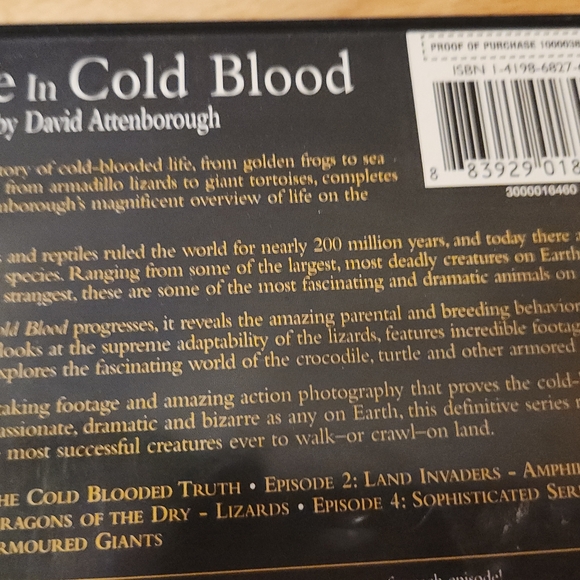 PROOF OF PURCHASE
ISBN 1-4198-6827-
In Cold Blood
by David Attenborough
8 83929 018
3000016460
tory of cold-blooded life, from golden frogs to sea
from armadillo lizards to giant tortoises, completes
nborough's magnificent overview of life on the
and reptiles ruled the world for nearly 200 million years, and today there
species. Ranging from some of the largest, most deadly creatures on Earth
strangest, these are some of the most fascinating and dramatic animals on
old Blood progresses, it reveals the amazing parental and breeding behavior
looks at the supreme adaptability of the lizards, features incredible footag
xplores the fascinating world of the crocodile, turtle and other armored
taking footage and amazing action photography that proves the cold-
assionate, dramatic and bizarre as any on Earth, this definitive series
most successful creatures ever to walk—or crawl—on land.
HE COLD BLOODED TRUTH • EPISODE 2: LAND INVADERS – AMPHI
RAGONS OF THE DRY – LIZARDS • EPISODE 4: SOPHISTICATED SER
RMOURED GIANTS